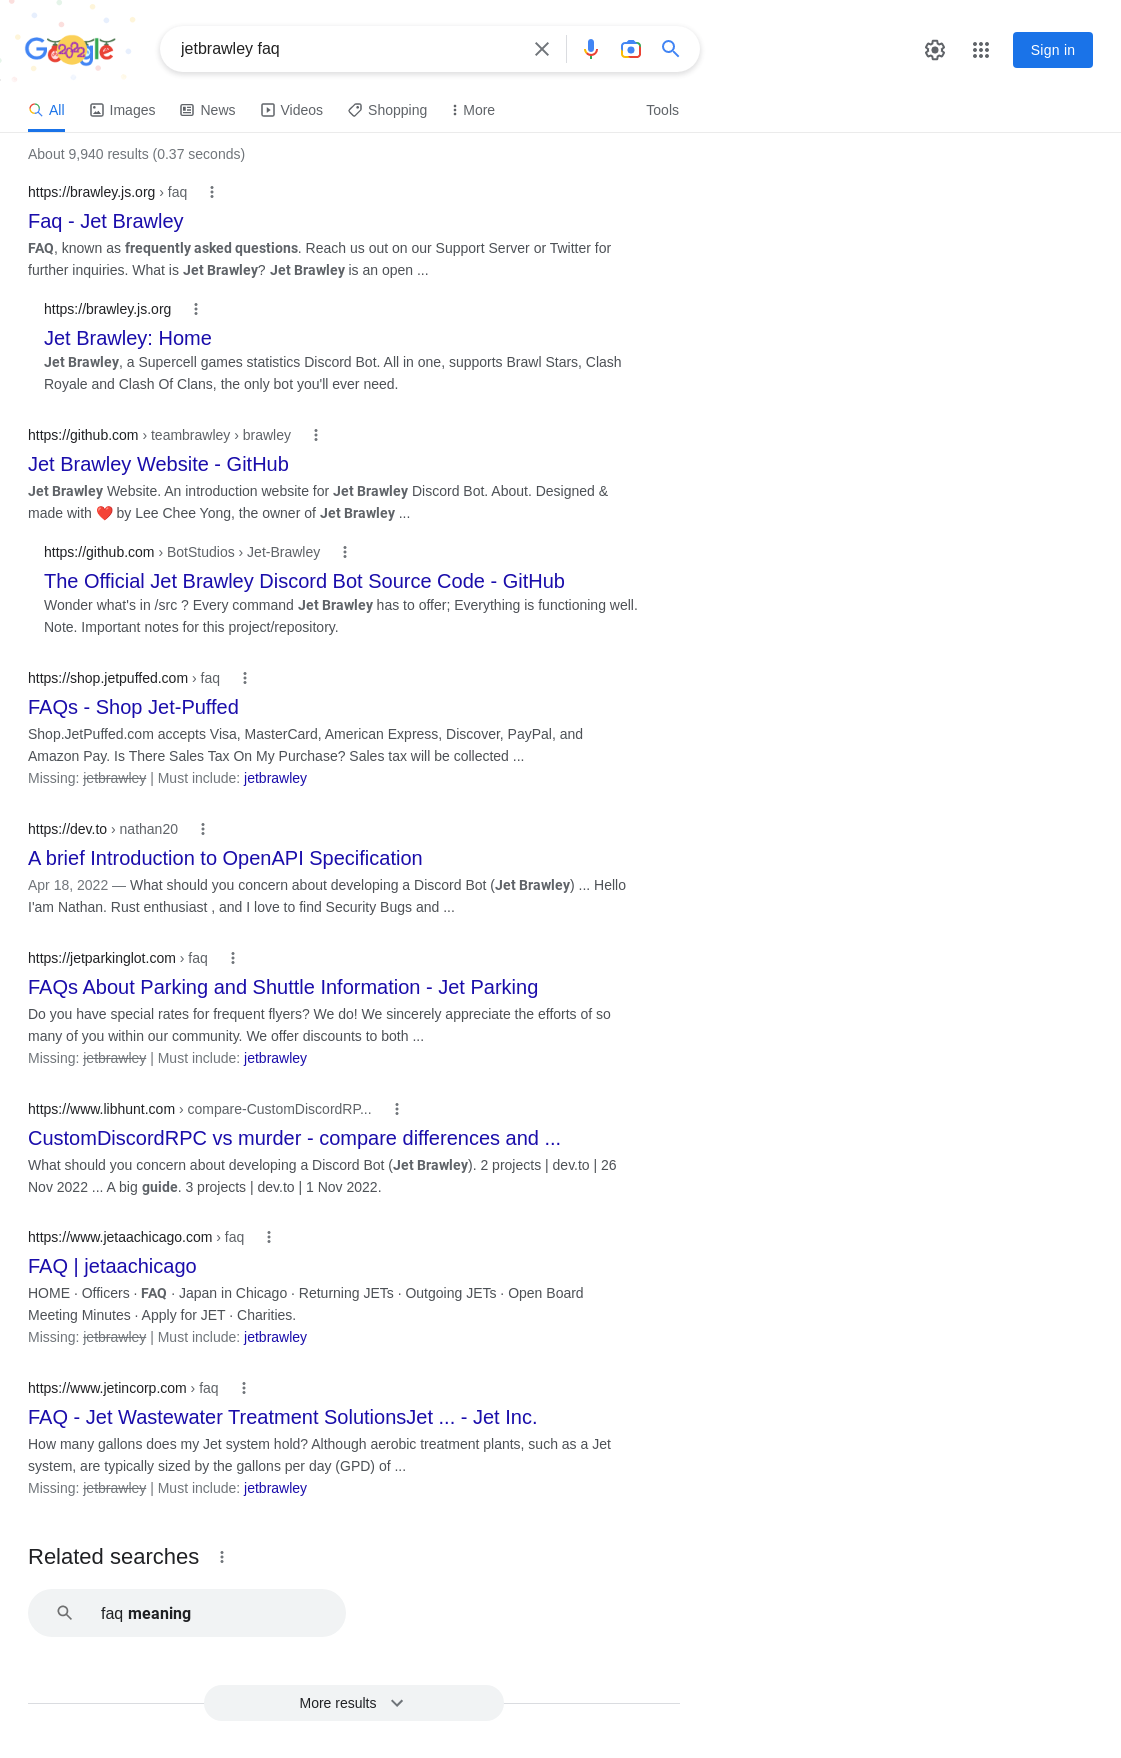 Google
jetbrawley faq
Sign in
All Images News Videos Shopping More Tools
About 9,940 results (0.37 seconds)
https://brawley.js.org › faq
Faq - Jet Brawley
FAQ, known as frequently asked questions. Reach us out on our Support Server or Twitter for
further inquiries. What is Jet Brawley? Jet Brawley is an open ...
https://brawley.js.org
Jet Brawley: Home
Jet Brawley, a Supercell games statistics Discord Bot. All in one, supports Brawl Stars, Clash
Royale and Clash Of Clans, the only bot you'll ever need.
https://github.com › teambrawley › brawley
Jet Brawley Website - GitHub
Jet Brawley Website. An introduction website for Jet Brawley Discord Bot. About. Designed &
made with ❤️ by Lee Chee Yong, the owner of Jet Brawley ...
https://github.com › BotStudios › Jet-Brawley
The Official Jet Brawley Discord Bot Source Code - GitHub
Wonder what's in /src ? Every command Jet Brawley has to offer; Everything is functioning well.
Note. Important notes for this project/repository.
https://shop.jetpuffed.com › faq
FAQs - Shop Jet-Puffed
Shop.JetPuffed.com accepts Visa, MasterCard, American Express, Discover, PayPal, and
Amazon Pay. Is There Sales Tax On My Purchase? Sales tax will be collected ...
Missing: jetbrawley | Must include: jetbrawley
https://dev.to › nathan20
A brief Introduction to OpenAPI Specification
Apr 18, 2022 — What should you concern about developing a Discord Bot (Jet Brawley) ... Hello
I'am Nathan. Rust enthusiast , and I love to find Security Bugs and ...
https://jetparkinglot.com › faq
FAQs About Parking and Shuttle Information - Jet Parking
Do you have special rates for frequent flyers? We do! We sincerely appreciate the efforts of so
many of you within our community. We offer discounts to both ...
Missing: jetbrawley | Must include: jetbrawley
https://www.libhunt.com › compare-CustomDiscordRP...
CustomDiscordRPC vs murder - compare differences and ...
What should you concern about developing a Discord Bot (Jet Brawley). 2 projects | dev.to | 26
Nov 2022 ... A big guide. 3 projects | dev.to | 1 Nov 2022.
https://www.jetaachicago.com › faq
FAQ | jetaachicago
HOME · Officers · FAQ · Japan in Chicago · Returning JETs · Outgoing JETs · Open Board
Meeting Minutes · Apply for JET · Charities.
Missing: jetbrawley | Must include: jetbrawley
https://www.jetincorp.com › faq
FAQ - Jet Wastewater Treatment SolutionsJet ... - Jet Inc.
How many gallons does my Jet system hold? Although aerobic treatment plants, such as a Jet
system, are typically sized by the gallons per day (GPD) of ...
Missing: jetbrawley | Must include: jetbrawley
Related searches
faq meaning
More results